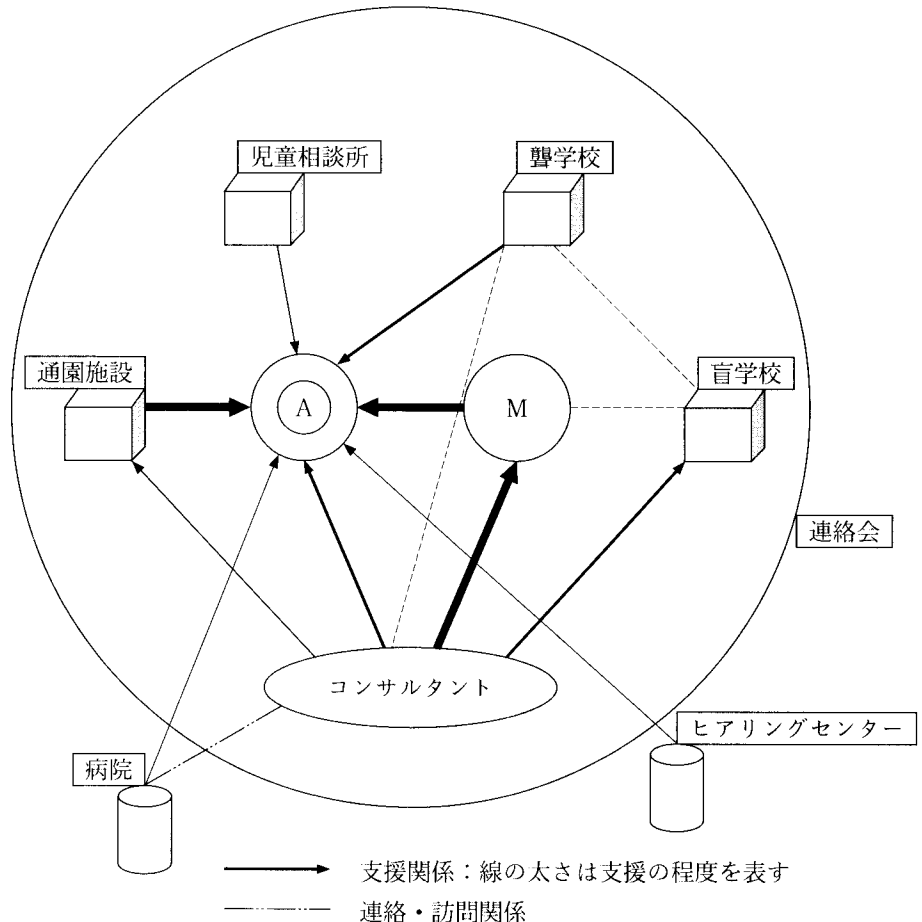 児童相談所
聾学校
通園施設
A
M
盲学校
連絡会
コンサルタント
ヒアリングセンター
病院
支援関係：線の太さは支援の程度を表す
連絡・訪問関係